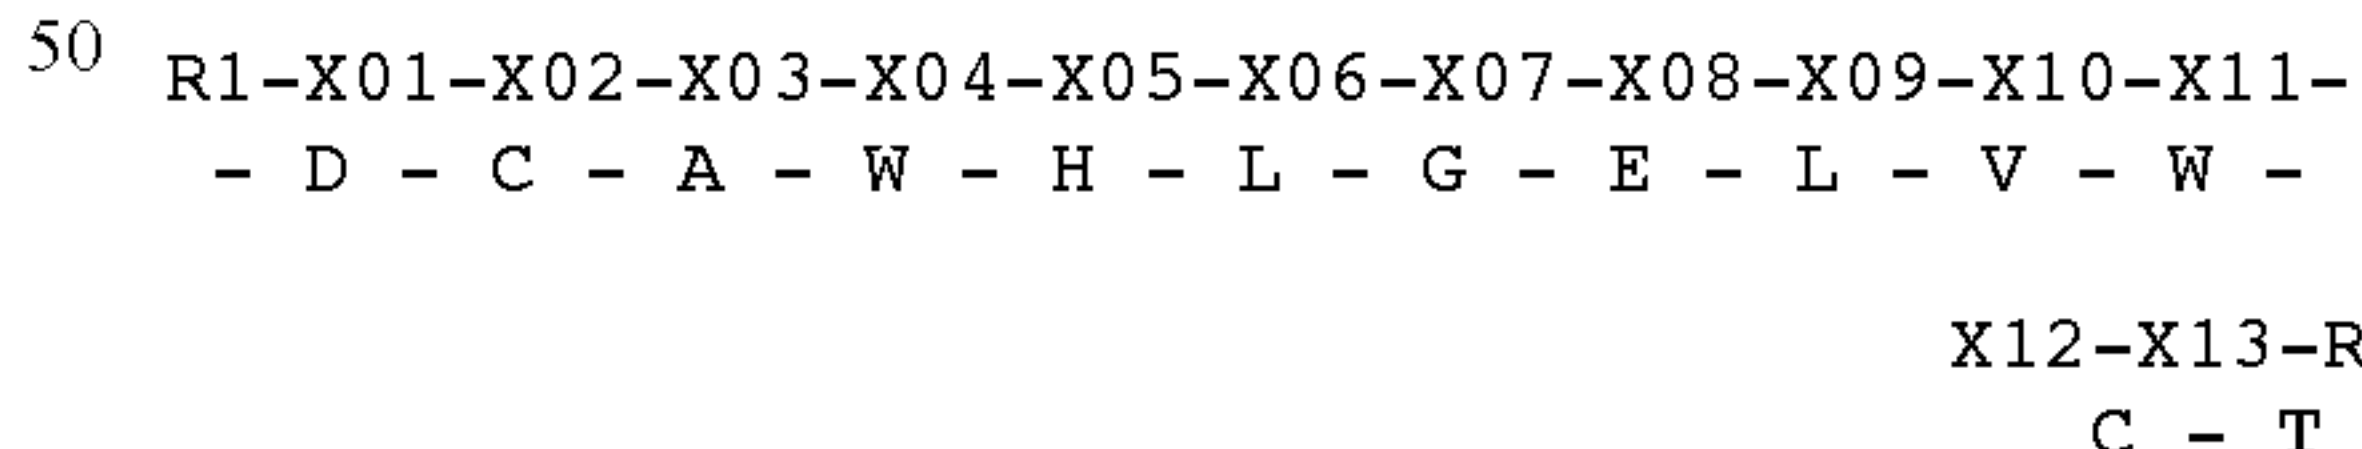 50 R1-X01-X02-X03-X04-X05-X06-X07-X08-X09-X10-X11-
- D - C - A - W - H - L - G - E - L - V - W -
X12-X13-R
C - T